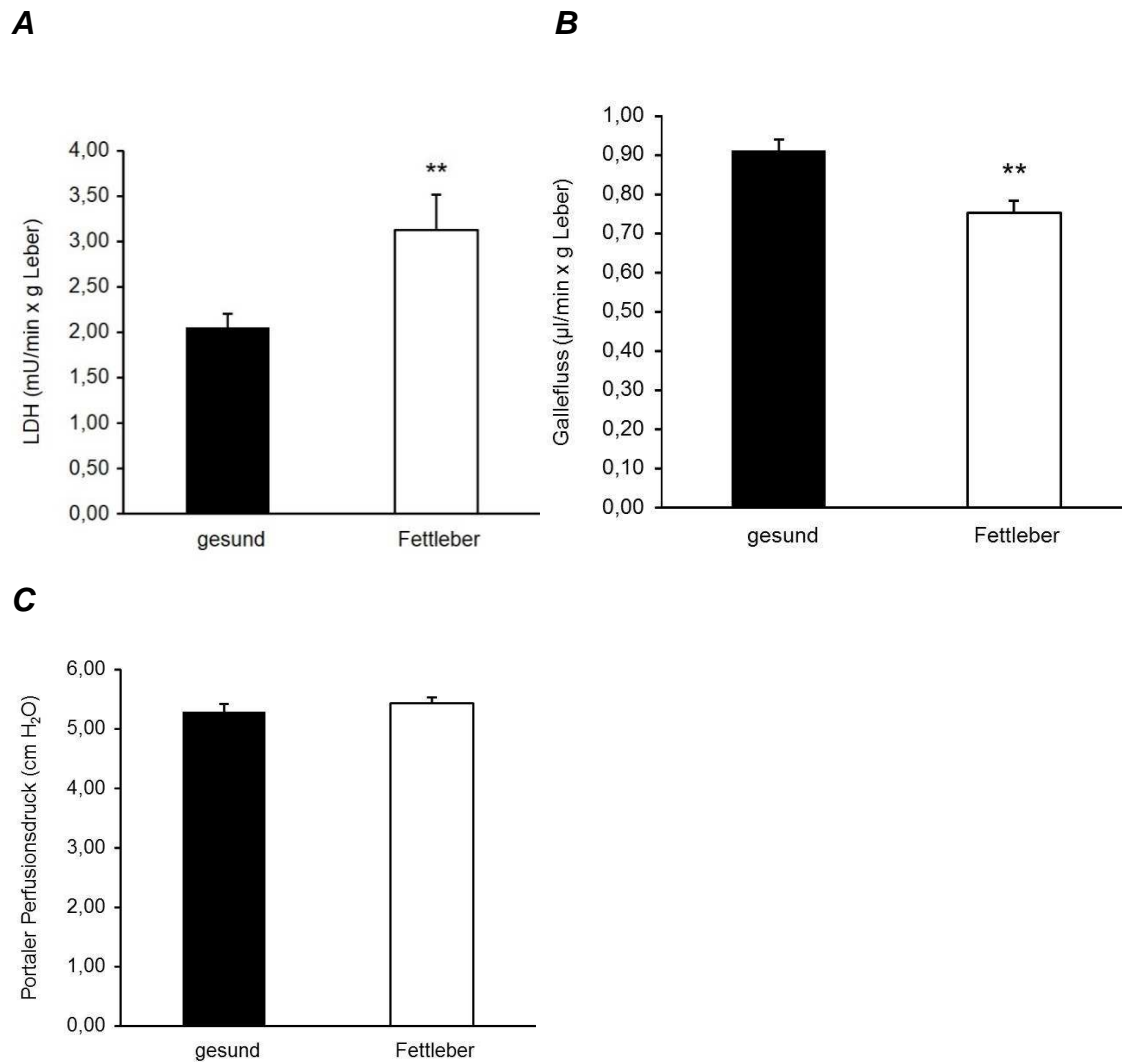 A
LDH (mU/min x g Leber)
4,00
3,50
3,00
2,50
2,00
1,50
1,00
0,50
0,00
**
gesund
Fettleber
B
Gallefluss (µl/min x g Leber)
1,00
0,90
0,80
0,70
0,60
0,50
0,40
0,30
0,20
0,10
0,00
**
gesund
Fettleber
C
Portaler Perfusionsdruck (cm H₂O)
6,00
5,00
4,00
3,00
2,00
1,00
0,00
gesund
Fettleber